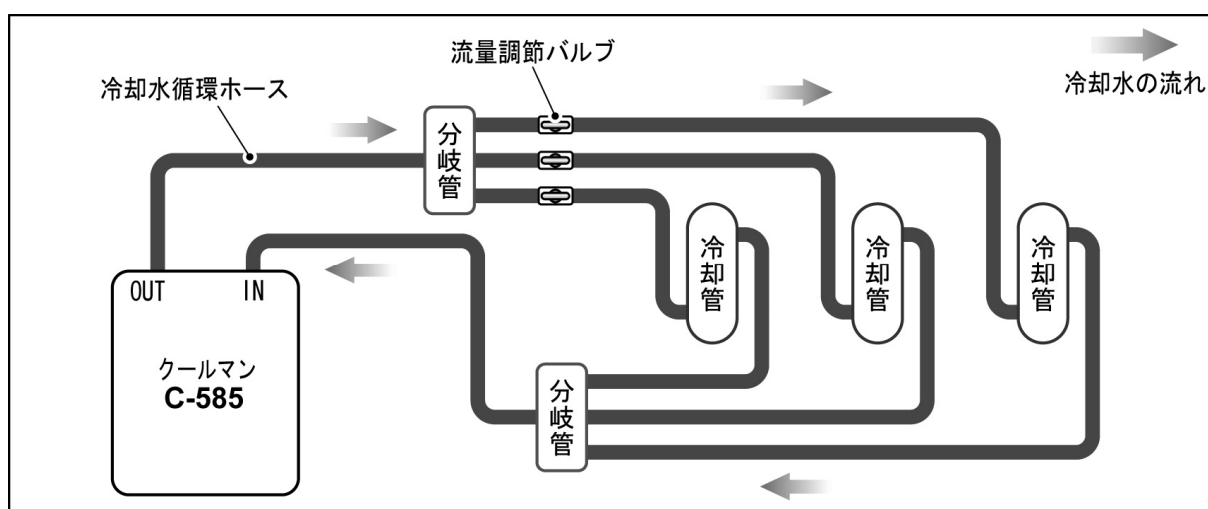 流量調節バルブ
冷却水循環ホース
冷却水の流れ
分岐管
冷却管
冷却管
冷却管
OUT
IN
クールマン
C-585
分岐管